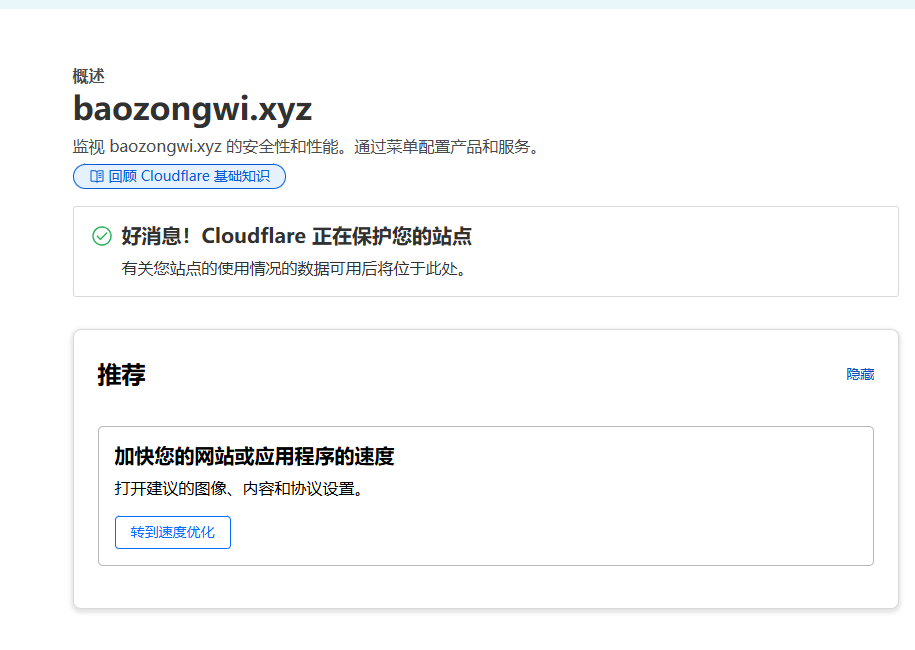 概述
baozongwi.xyz
监视 baozongwi.xyz 的安全性和性能。通过菜单配置产品和服务。
回顾 Cloudflare 基础知识
好消息！Cloudflare 正在保护您的站点
有关您站点的使用情况的数据可用后将位于此处。
推荐
隐藏
加快您的网站或应用程序的速度
打开建议的图像、内容和协议设置。
转到速度优化